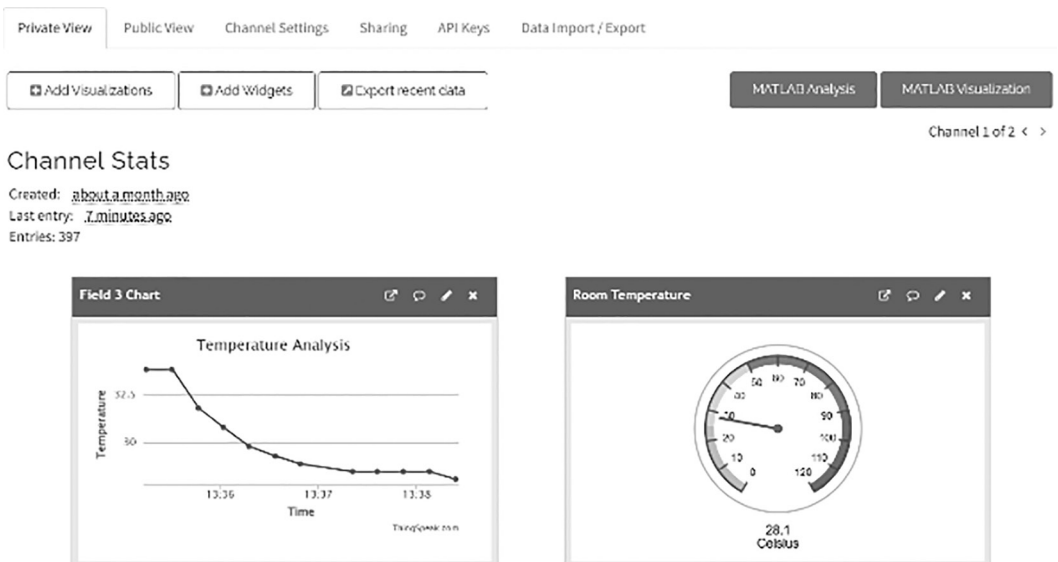 Private View Public View Channel Settings Sharing API Keys Data Import / Export
Add Visualizations Add Widgets Export recent data MATLAB Analysis MATLAB Visualization
Channel 1 of 2 < >
Channel Stats
Created: about a month ago
Last entry: 7 minutes ago
Entries: 397
Field 3 Chart
Temperature Analysis
Temperature
32.5
30
13:36 13:37 13:38
Time
ThingSpeak.com
Room Temperature
0 10 20 30 40 50 60 70 80 90 100 110 120
28.1
Celsius